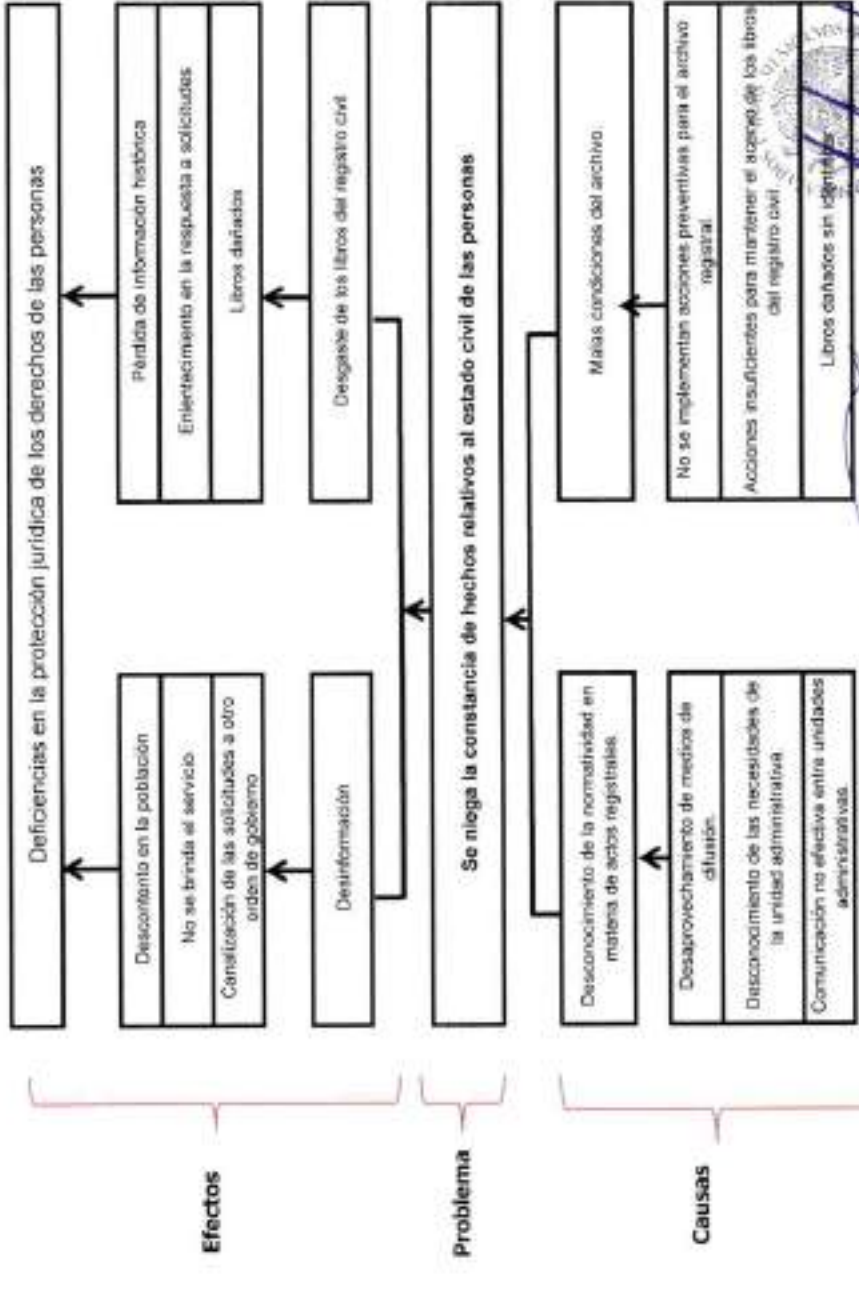 Deficiencias en la protección jurídica de los derechos de las personas
Efectos
Descontento en la población
No se brinda el servicio
Canalización de las solicitudes a otro
orden de gobierno
Pérdida de información histórica
Enlentecimiento en la respuesta a solicitudes
Libros dañados
Desinformación
Desgaste de los libros del registro civil
Problema
Se niega la constancia de hechos relativos al estado civil de las personas
Causas
Desconocimiento de la normatividad en
materia de actos registrales.
Malas condiciones del archivo.
Desaprovechamiento de medios de
difusión.
Desconocimiento de las necesidades de
la unidad administrativa
Comunicación no efectiva entre unidades
administrativas.
No se implementan acciones preventivas para el archivo
registral.
Acciones insuficientes para mantener el acervo de los libros
del registro civil.
Libros dañados sin